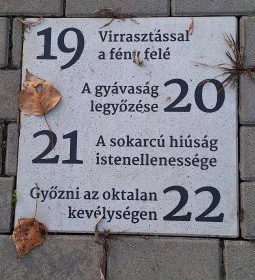 19 Virrasztással
a fény felé
A gyávaság
legyőzése 20
21 A sokarcú hiúság
istenellenessége
Győzni az oktalan
kevélységen 22